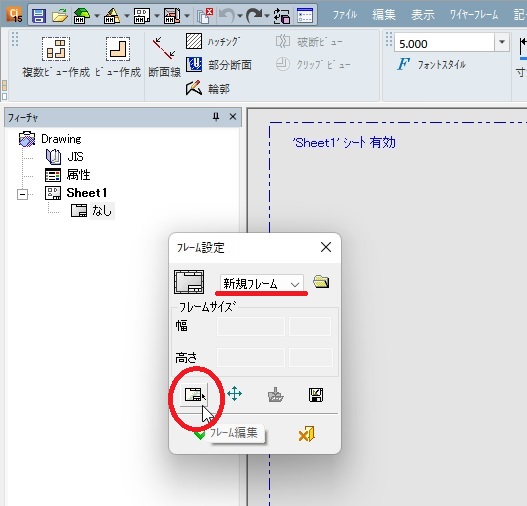 15
ファイル 編集 表示 ワイヤーフレーム 記
複数ビュー作成 ビュー作成 断面線
ハッチング
部分断面
輪郭
破断ビュー
クリップビュー
5.000
フォントスタイル
寸
フィーチャ
Drawing
JIS
属性
Sheet1
なし
'Sheet1' シート 有効
フレーム設定
新規フレーム
フレームサイズ
幅
高さ
フレーム編集